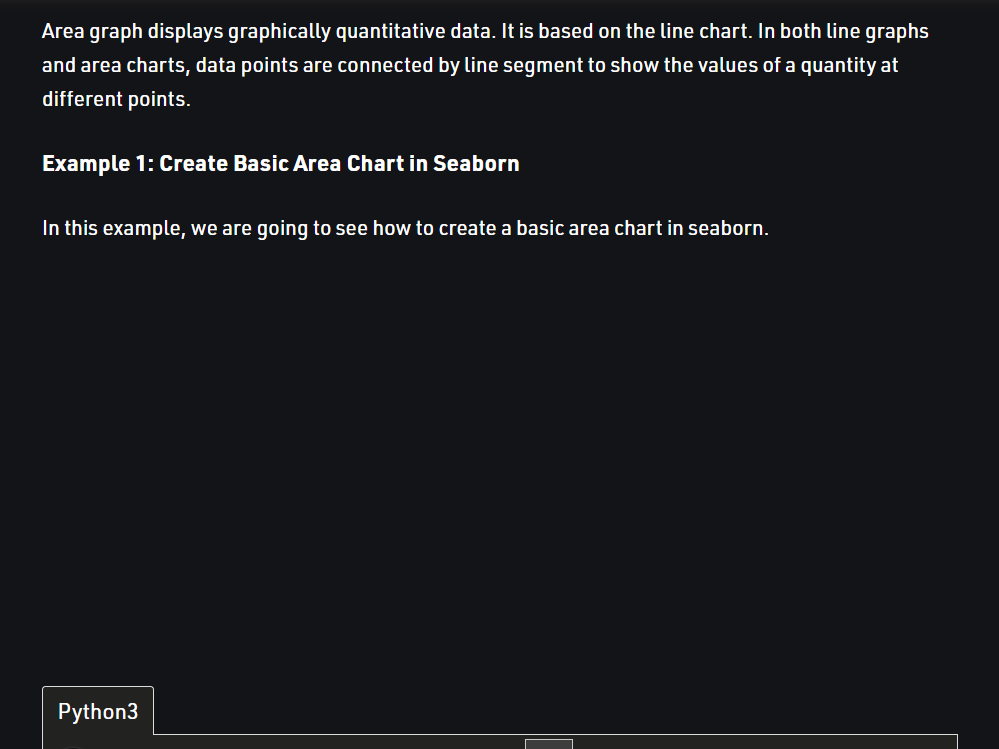 Area graph displays graphically quantitative data. It is based on the line chart. In both line graphs
and area charts, data points are connected by line segment to show the values of a quantity at
different points.
Example 1: Create Basic Area Chart in Seaborn
In this example, we are going to see how to create a basic area chart in seaborn.
Python3